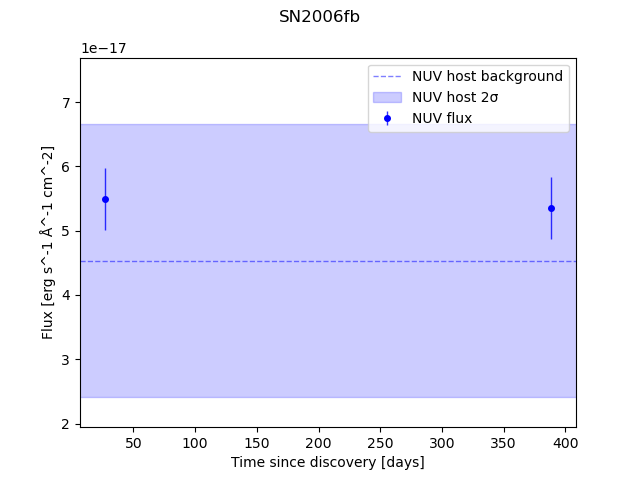 SN2006fb
1e−17
NUV host background
NUV host 2σ
NUV flux
7
6
5
4
3
2
Flux [erg s^-1 Å^-1 cm^-2]
50 100 150 200 250 300 350 400
Time since discovery [days]